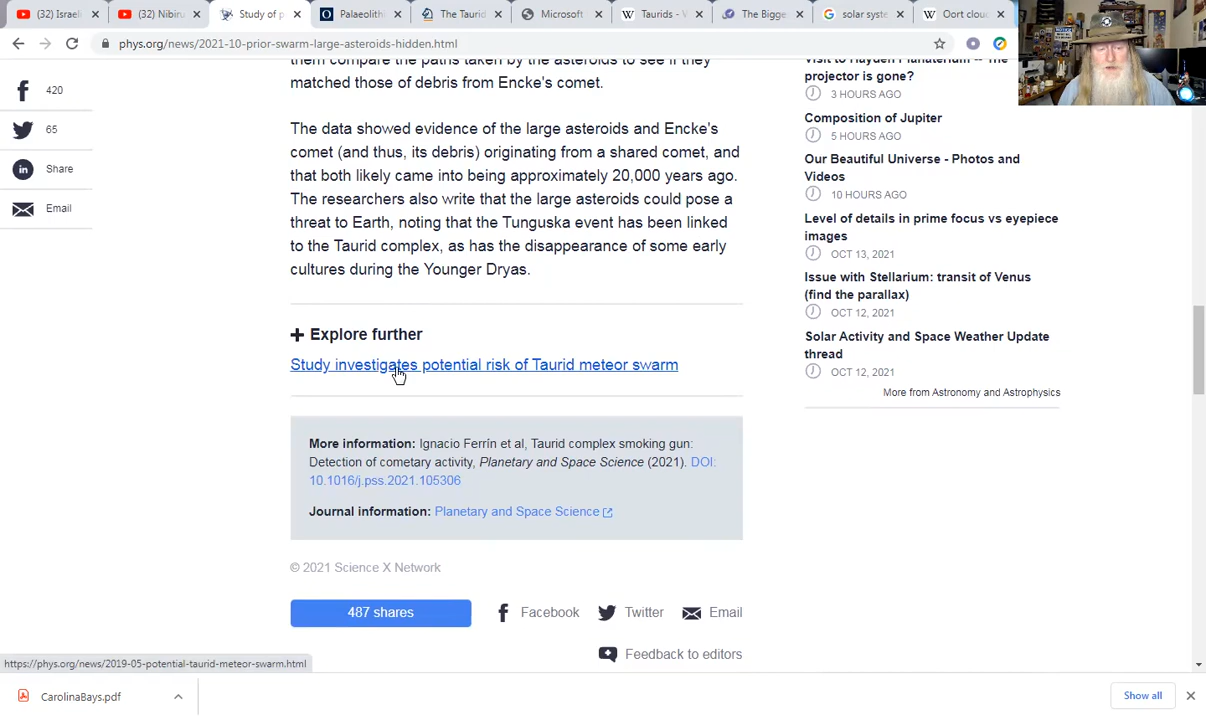 (32) Israeli
(32) Nibiru
Study of p
Palaeolith
The Taurid
Microsoft
Taurids - W
The Bigge
solar syste
Oort clou
phys.org/news/2021-10-prior-swarm-large-asteroids-hidden.html
420
65
Share
Email
them compare the paths taken by the asteroids to see if they
matched those of debris from Encke's comet.
The data showed evidence of the large asteroids and Encke's
comet (and thus, its debris) originating from a shared comet, and
that both likely came into being approximately 20,000 years ago.
The researchers also write that the large asteroids could pose a
threat to Earth, noting that the Tunguska event has been linked
to the Taurid complex, as has the disappearance of some early
cultures during the Younger Dryas.
Explore further
Study investigates potential risk of Taurid meteor swarm
More information: Ignacio Ferrín et al, Taurid complex smoking gun:
Detection of cometary activity, Planetary and Space Science (2021). DOI:
10.1016/j.pss.2021.105306
Journal information: Planetary and Space Science
© 2021 Science X Network
487 shares
Facebook
Twitter
Email
Feedback to editors
Visit to Hayden Planetarium -- The
projector is gone?
3 HOURS AGO
Composition of Jupiter
5 HOURS AGO
Our Beautiful Universe - Photos and
Videos
10 HOURS AGO
Level of details in prime focus vs eyepiece
images
OCT 13, 2021
Issue with Stellarium: transit of Venus
(find the parallax)
OCT 12, 2021
Solar Activity and Space Weather Update
thread
OCT 12, 2021
More from Astronomy and Astrophysics
https://phys.org/news/2019-05-potential-taurid-meteor-swarm.html
CarolinaBays.pdf
Show all